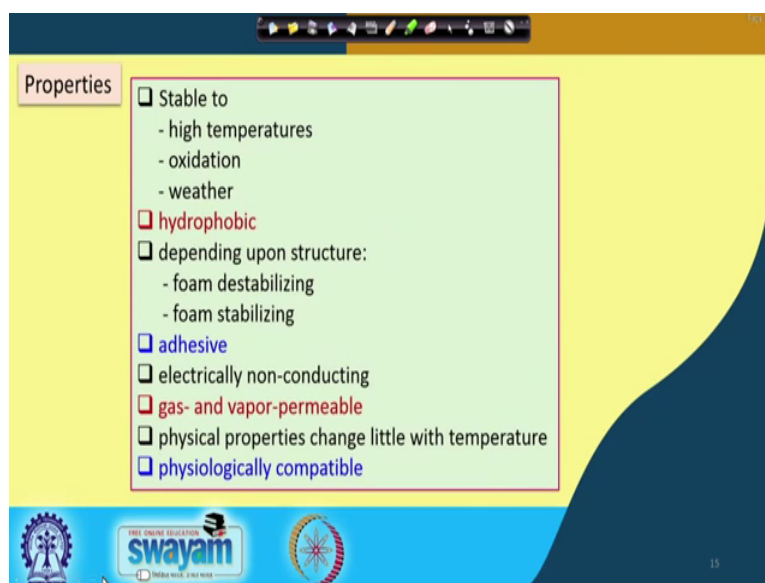 Properties
❑ Stable to
- high temperatures
- oxidation
- weather
❑ hydrophobic
❑ depending upon structure:
- foam destabilizing
- foam stabilizing
❑ adhesive
❑ electrically non-conducting
❑ gas- and vapor-permeable
❑ physical properties change little with temperature
❑ physiologically compatible
FREE ONLINE EDUCATION
swayam
15